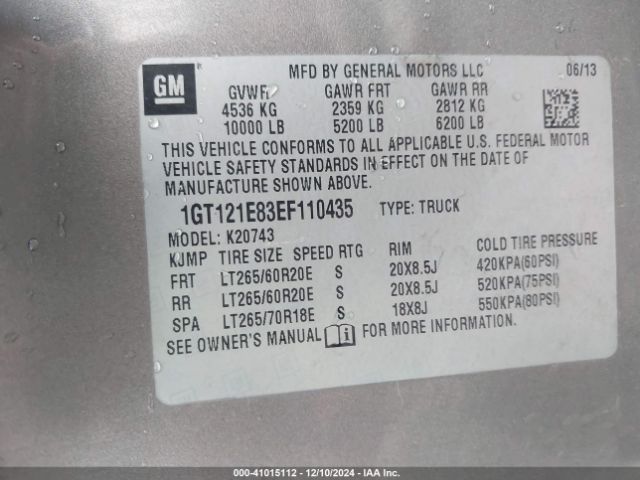 GM
MFD BY GENERAL MOTORS LLC 06/13
GVWR GAWR FRT GAWR RR
4536 KG 2359 KG 2812 KG
10000 LB 5200 LB 6200 LB
THIS VEHICLE CONFORMS TO ALL APPLICABLE U.S. FEDERAL MOTOR
VEHICLE SAFETY STANDARDS IN EFFECT ON THE DATE OF
MANUFACTURE SHOWN ABOVE.
1GT121E83EF110435 TYPE: TRUCK
MODEL: K20743
KJMP TIRE SIZE SPEED RTG RIM COLD TIRE PRESSURE
FRT LT265/60R20E S 20X8.5J 420KPA(60PSI)
RR LT265/60R20E S 20X8.5J 520KPA(75PSI)
SPA LT265/70R18E S 18X8J 550KPA(80PSI)
SEE OWNER'S MANUAL i FOR MORE INFORMATION.
000-41015112 - 12/10/2024 - IAA Inc.